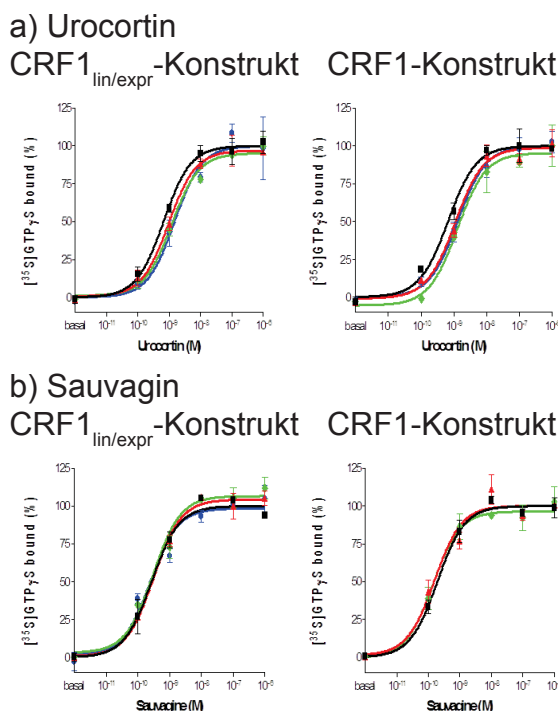 a) Urocortin
CRF1lin/expr-Konstrukt CRF1-Konstrukt
[35S]GTPγS bound (%)
125
100
75
50
25
0
basal 10-11 10-10 10-9 10-8 10-7 10-6
Urocortin (M)
[35S]GTPγS bound (%)
125
100
75
50
25
0
basal 10-11 10-10 10-9 10-8 10-7
Urocortin (M)
b) Sauvagin
CRF1lin/expr-Konstrukt CRF1-Konstrukt
[35S]GTPγS bound (%)
125
100
75
50
25
0
basal 10-11 10-10 10-9 10-8 10-7 10-6
Sauvagine (M)
[35S]GTPγS bound (%)
125
100
75
50
25
0
basal 10-11 10-10 10-9 10-8 10-7
Sauvagine (M)